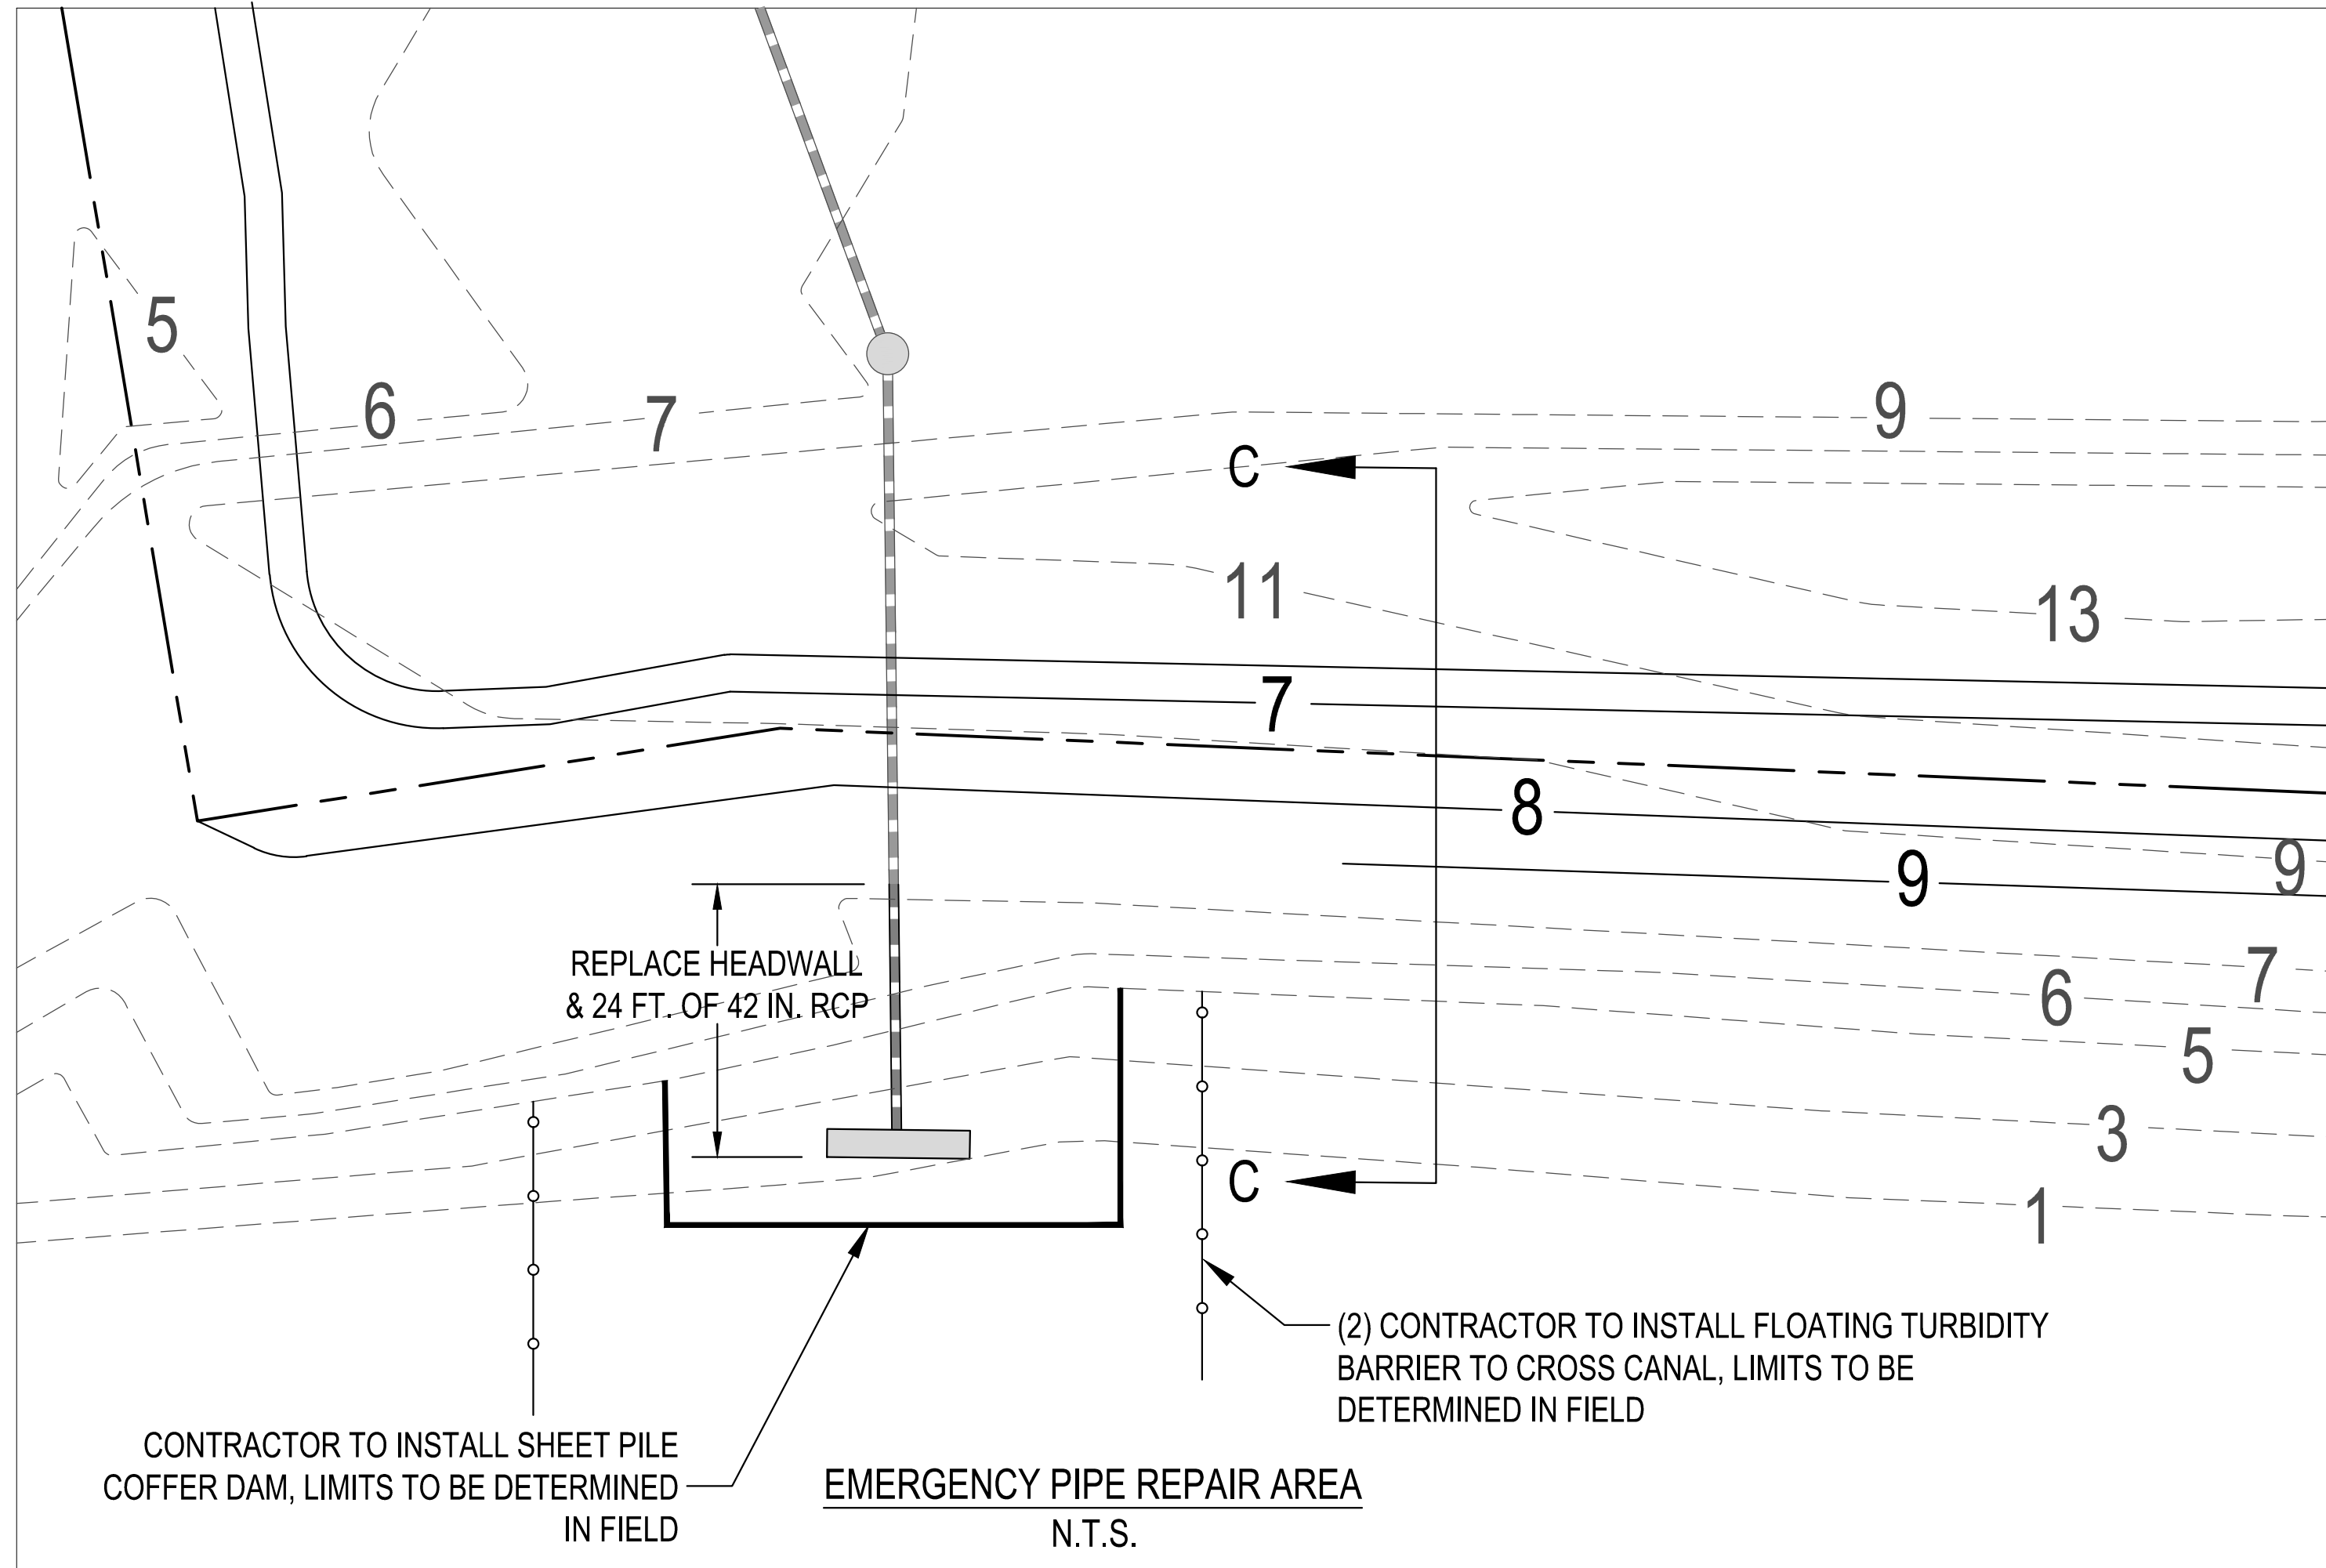 5
6
7
9
C
11
13
7
8
9
9
REPLACE HEADWALL
& 24 FT. OF 42 IN. RCP
7
6
5
3
C
1
(2) CONTRACTOR TO INSTALL FLOATING TURBIDITY
BARRIER TO CROSS CANAL, LIMITS TO BE
DETERMINED IN FIELD
CONTRACTOR TO INSTALL SHEET PILE
COFFER DAM, LIMITS TO BE DETERMINED
IN FIELD
EMERGENCY PIPE REPAIR AREA
N.T.S.